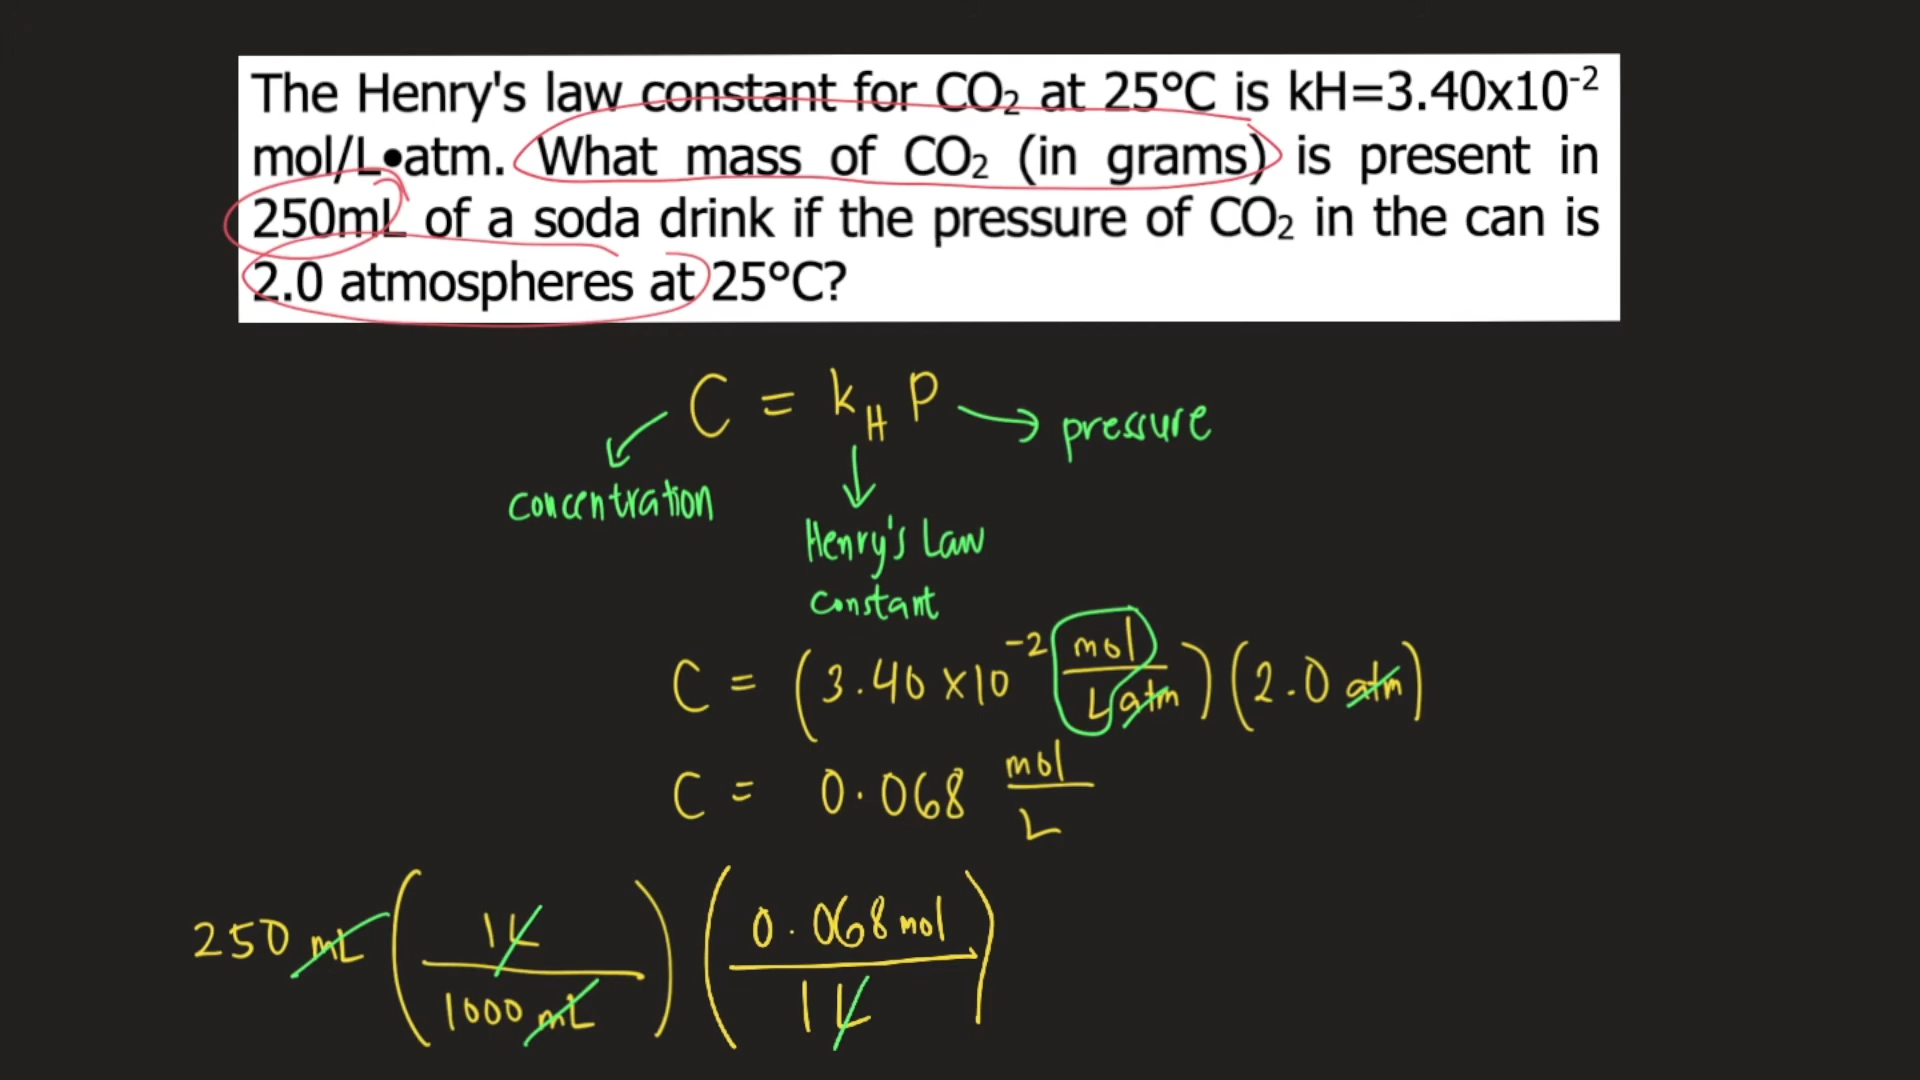 The Henry's law constant for CO₂ at 25°C is kH=3.40x10⁻²
mol/L•atm. What mass of CO₂ (in grams) is present in
250mL of a soda drink if the pressure of CO₂ in the can is
2.0 atmospheres at 25°C?
C = k_H P
pressure
concentration
Henry's Law
constant
C = (3.40 x10⁻² mol/L atm)(2.0 atm)
C = 0.068 mol/L
250 mL (1L/1000 mL)(0.068 mol/1L)